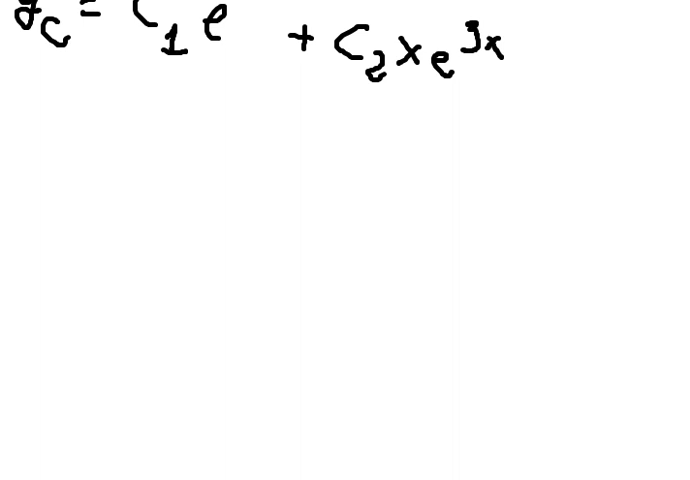 y_c = C_1 e + C_2 x e^{3x}